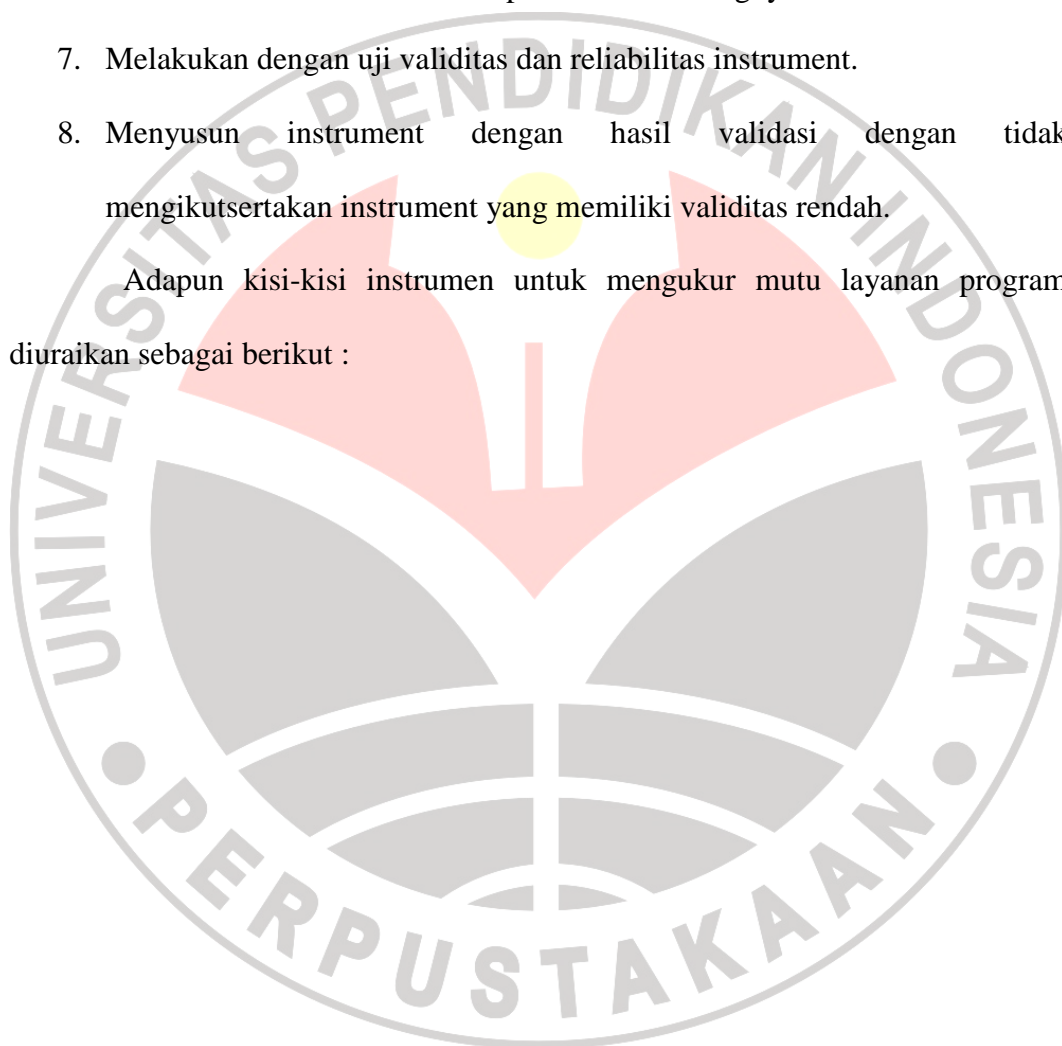 7. Melakukan dengan uji validitas dan reliabilitas instrument.
8. Menyusun instrument dengan hasil validasi dengan tidak
mengikutsertakan instrument yang memiliki validitas rendah.
Adapun kisi-kisi instrumen untuk mengukur mutu layanan program
diuraikan sebagai berikut :
UNIVERSITAS PENDIDIKAN INDONESIA
PERPUSTAKAAN